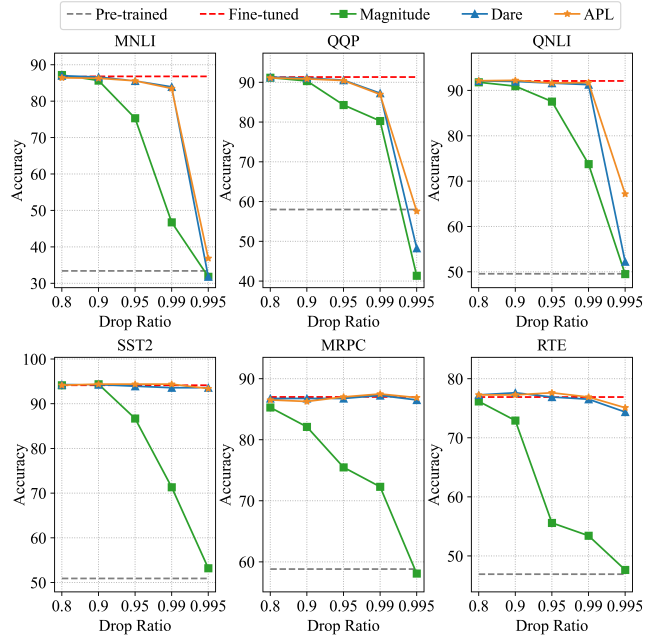 Pre-trained Fine-tuned Magnitude Dare APL
MNLI QQP QNLI
Accuracy
90
80
70
60
50
40
30
0.8 0.9 0.95 0.99 0.995
Drop Ratio
Accuracy
90
80
70
60
50
40
0.8 0.9 0.95 0.99 0.995
Drop Ratio
Accuracy
90
80
70
60
50
0.8 0.9 0.95 0.99 0.995
Drop Ratio
SST2 MRPC RTE
Accuracy
100
90
80
70
60
50
0.8 0.9 0.95 0.99 0.995
Drop Ratio
Accuracy
90
80
70
60
0.8 0.9 0.95 0.99 0.995
Drop Ratio
Accuracy
80
70
60
50
0.8 0.9 0.95 0.99 0.995
Drop Ratio